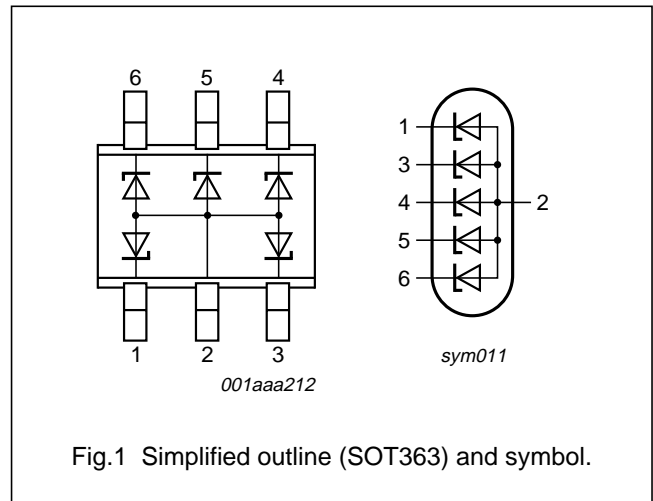 6 5 4
1 2 3
001aaa212
1
3
4 2
5
6
sym011
Fig.1 Simplified outline (SOT363) and symbol.